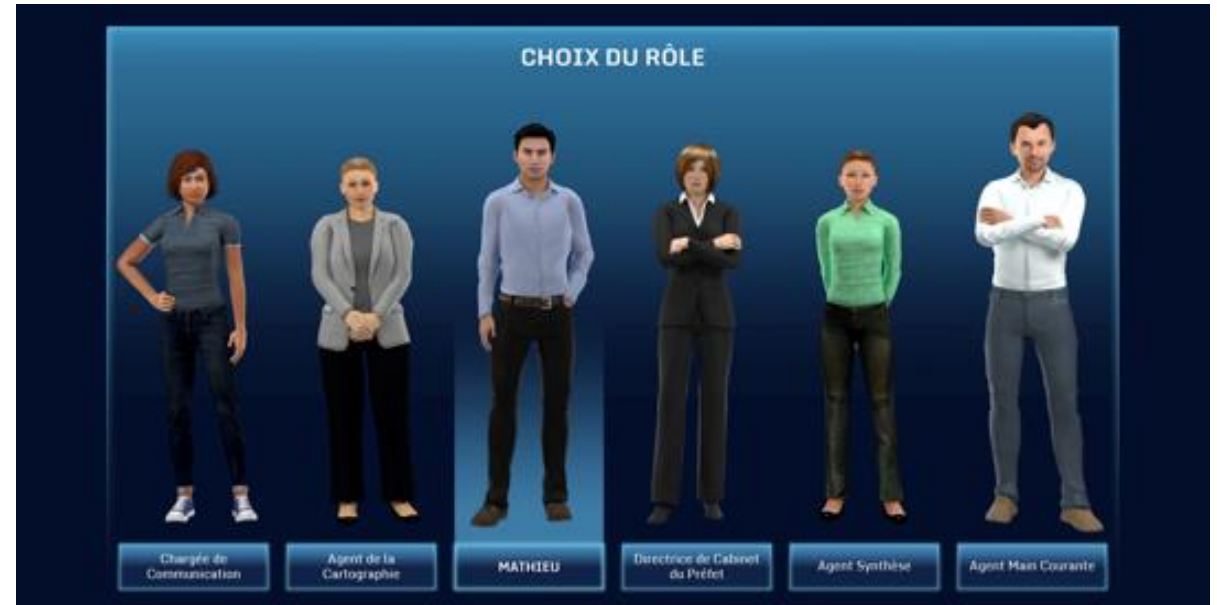 CHOIX DU RÔLE
Chargée de
Communication
Agent de la
Cartographie
MATHIEU
Directrice de Cabinet
du Préfet
Agent Synthèse
Agent Main Courante